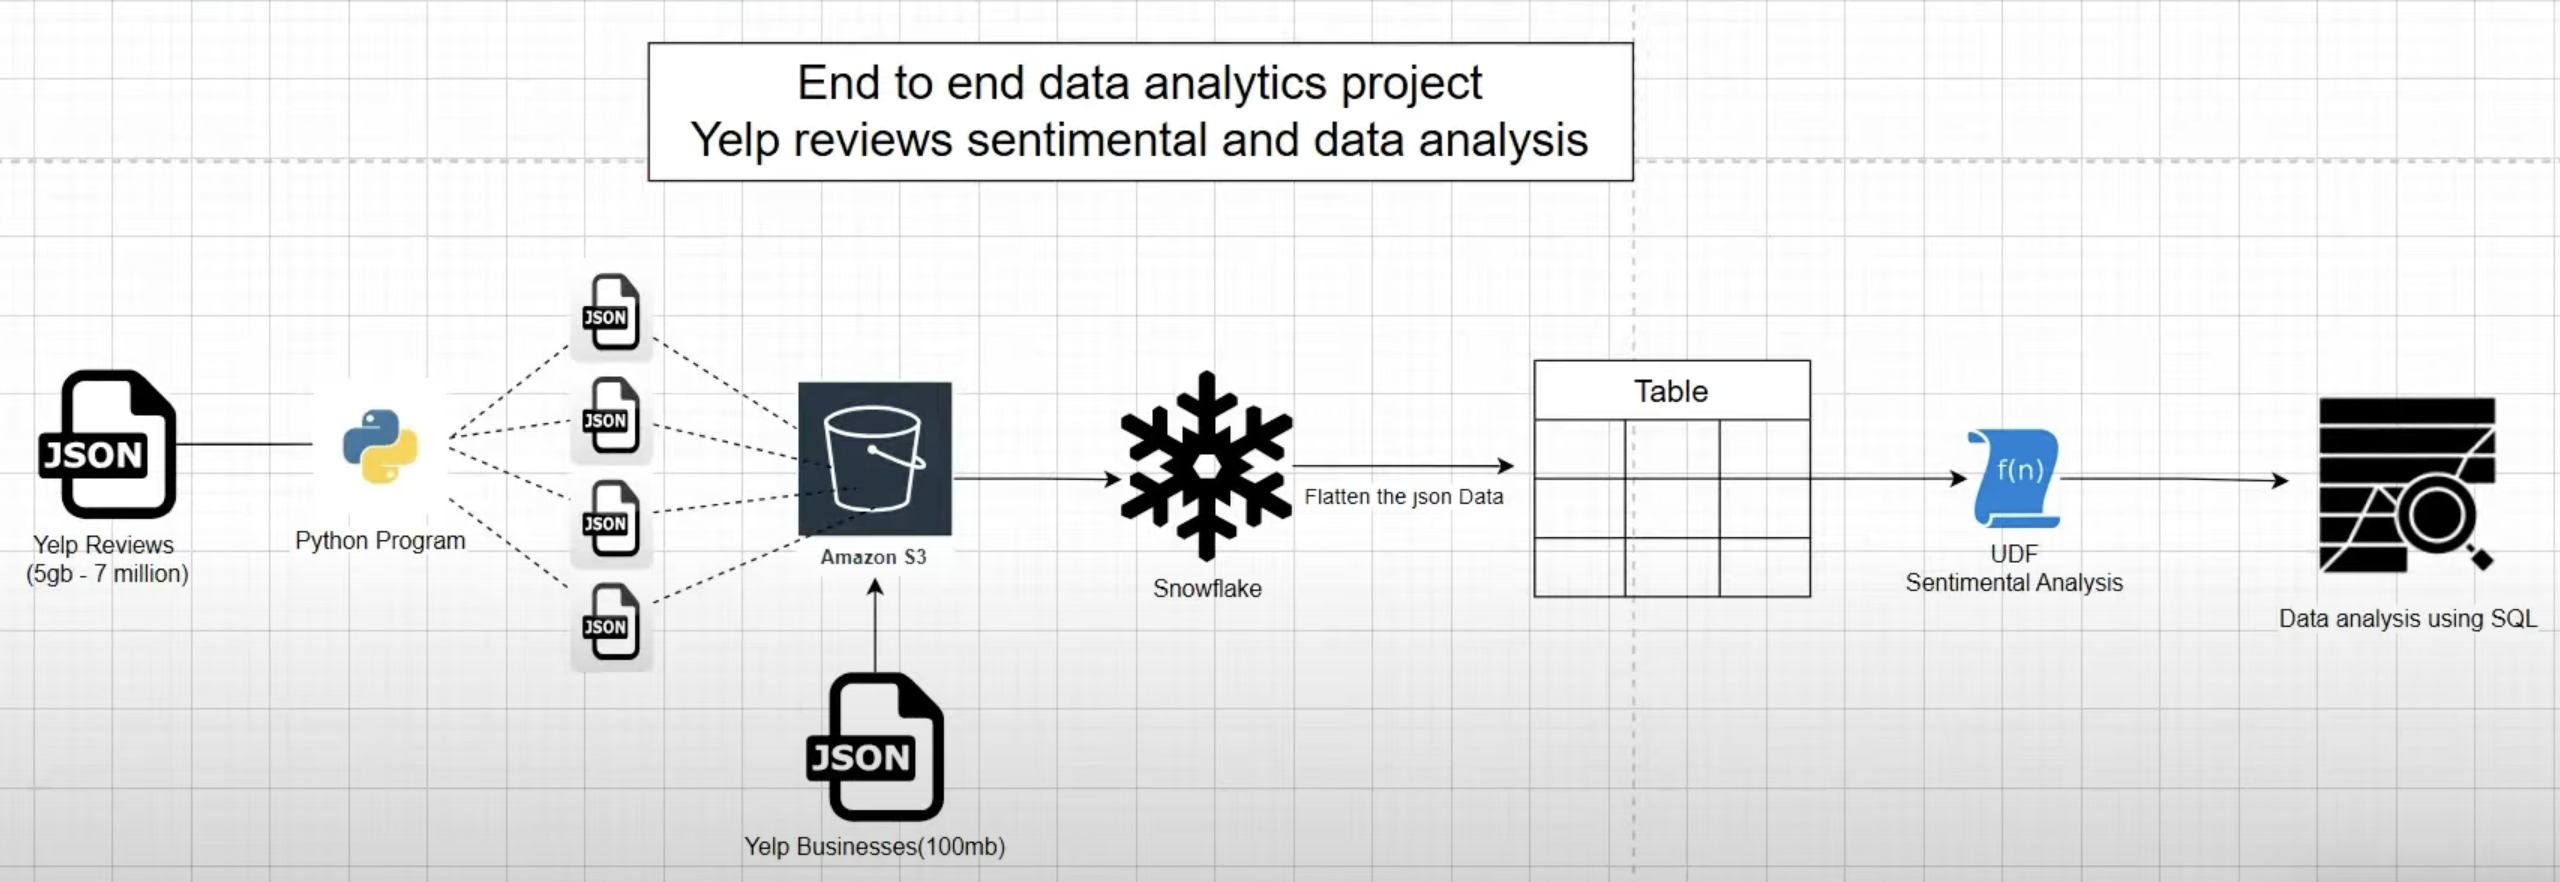 End to end data analytics project
Yelp reviews sentimental and data analysis
JSON
Yelp Reviews
(5gb - 7 million)
Python Program
JSON
JSON
JSON
JSON
Amazon S3
JSON
Yelp Businesses(100mb)
Snowflake
Flatten the json Data
Table
f(n)
UDF
Sentimental Analysis
Data analysis using SQL